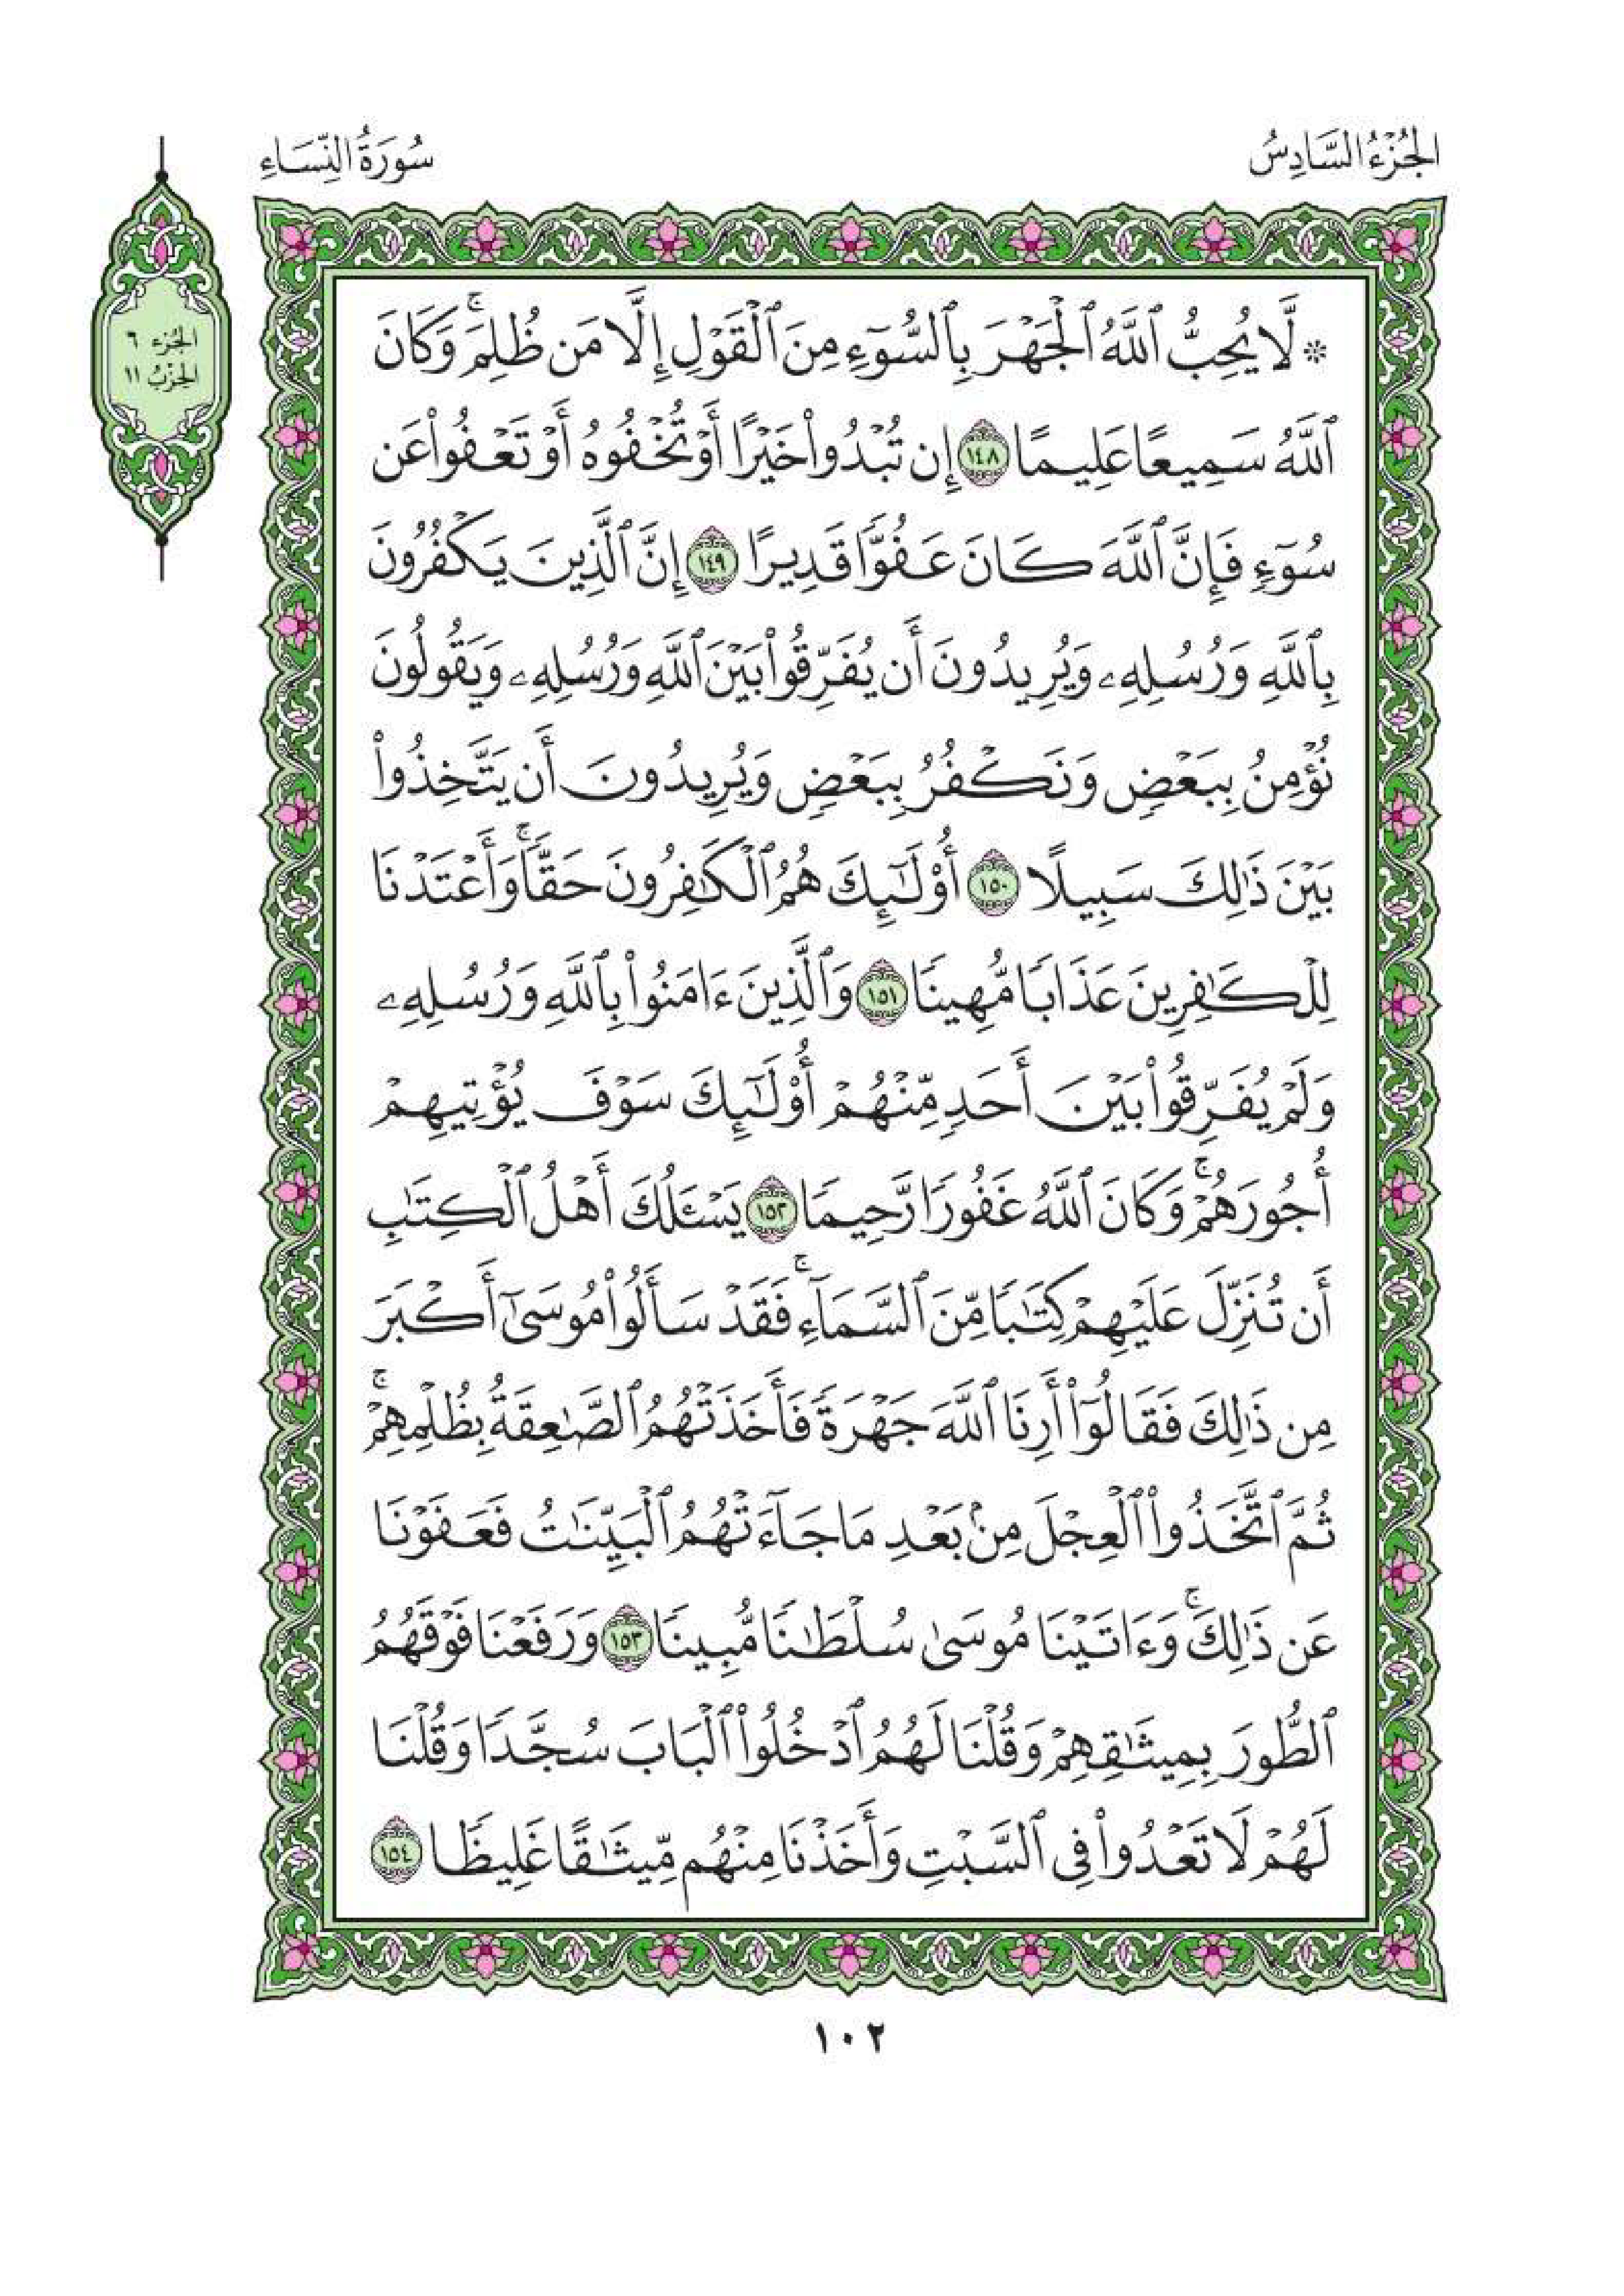 الجُزْءُ السَّادِسُ
سُورَةُ النِّسَاءِ
الجُزء ٦
الحِزْبُ ١١
۞ لَّا يُحِبُّ ٱللَّهُ ٱلْجَهْرَ بِٱلسُّوٓءِ مِنَ ٱلْقَوْلِ إِلَّا مَن ظُلِمَۚ وَكَانَ
ٱللَّهُ سَمِيعًا عَلِيمًا ١٤٨ إِن تُبْدُوا۟ خَيْرًا أَوْ تُخْفُوهُ أَوْ تَعْفُوا۟ عَن
سُوٓءٍ فَإِنَّ ٱللَّهَ كَانَ عَفُوًّا قَدِيرًا ١٤٩ إِنَّ ٱلَّذِينَ يَكْفُرُونَ
بِٱللَّهِ وَرُسُلِهِۦ وَيُرِيدُونَ أَن يُفَرِّقُوا۟ بَيْنَ ٱللَّهِ وَرُسُلِهِۦ وَيَقُولُونَ
نُؤْمِنُ بِبَعْضٍ وَنَكْفُرُ بِبَعْضٍ وَيُرِيدُونَ أَن يَتَّخِذُوا۟
بَيْنَ ذَٰلِكَ سَبِيلًا ١٥٠ أُو۟لَٰٓئِكَ هُمُ ٱلْكَٰفِرُونَ حَقًّاۚ وَأَعْتَدْنَا
لِلْكَٰفِرِينَ عَذَابًا مُّهِينًا ١٥١ وَٱلَّذِينَ ءَامَنُوا۟ بِٱللَّهِ وَرُسُلِهِۦ
وَلَمْ يُفَرِّقُوا۟ بَيْنَ أَحَدٍ مِّنْهُمْ أُو۟لَٰٓئِكَ سَوْفَ يُؤْتِيهِمْ
أُجُورَهُمْۚ وَكَانَ ٱللَّهُ غَفُورًا رَّحِيمًا ١٥٢ يَسْـَٔلُكَ أَهْلُ ٱلْكِتَٰبِ
أَن تُنَزِّلَ عَلَيْهِمْ كِتَٰبًا مِّنَ ٱلسَّمَآءِۚ فَقَدْ سَأَلُوا۟ مُوسَىٰٓ أَكْبَرَ
مِن ذَٰلِكَ فَقَالُوٓا۟ أَرِنَا ٱللَّهَ جَهْرَةً فَأَخَذَتْهُمُ ٱلصَّٰعِقَةُ بِظُلْمِهِمْۚ
ثُمَّ ٱتَّخَذُوا۟ ٱلْعِجْلَ مِنۢ بَعْدِ مَا جَآءَتْهُمُ ٱلْبَيِّنَٰتُ فَعَفَوْنَا
عَن ذَٰلِكَۚ وَءَاتَيْنَا مُوسَىٰ سُلْطَٰنًا مُّبِينًا ١٥٣ وَرَفَعْنَا فَوْقَهُمُ
ٱلطُّورَ بِمِيثَٰقِهِمْ وَقُلْنَا لَهُمُ ٱدْخُلُوا۟ ٱلْبَابَ سُجَّدًا وَقُلْنَا
لَهُمْ لَا تَعْدُوا۟ فِى ٱلسَّبْتِ وَأَخَذْنَا مِنْهُم مِّيثَٰقًا غَلِيظًا ١٥٤
١٠٢